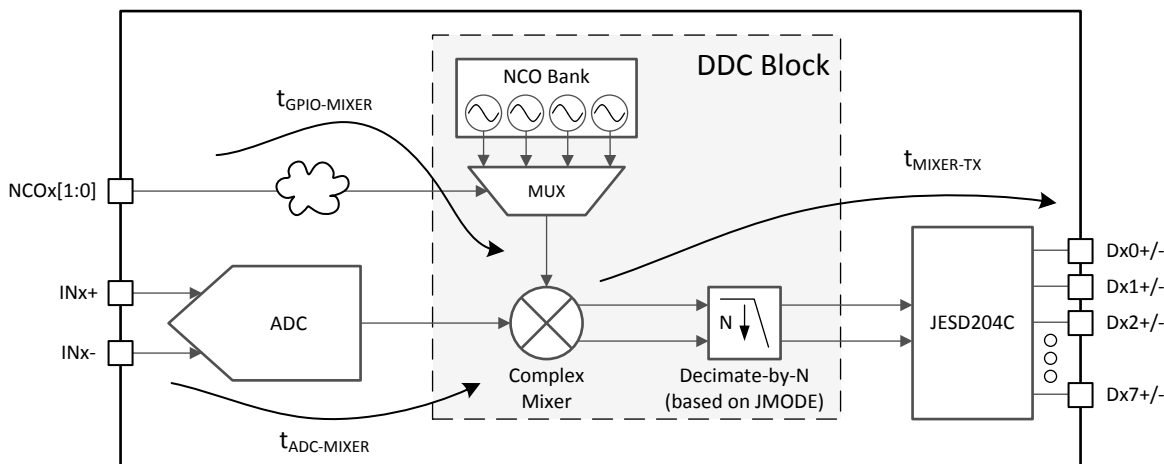 NCO Bank
DDC Block
tGPIO-MIXER
tMIXER-TX
NCOx[1:0]
MUX
Dx0+/-
INx+
Dx1+/-
ADC
N
JESD204C
Dx2+/-
INx-
Complex
Mixer
Decimate-by-N
(based on JMODE)
Dx7+/-
tADC-MIXER